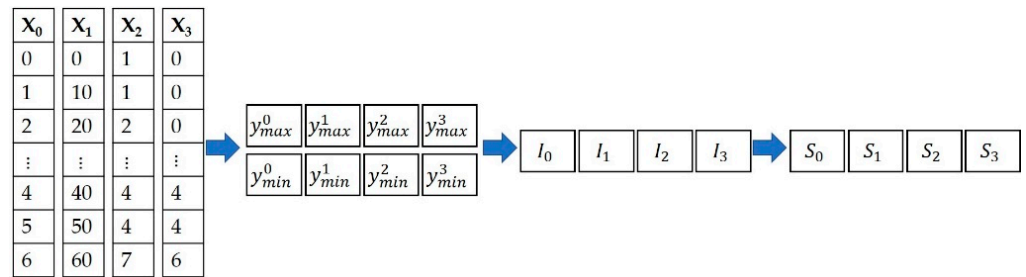 X₀ X₁ X₂ X₃
0 0 1 0
1 10 1 0
2 20 2 0
⋮ ⋮ ⋮ ⋮
4 40 4 4
5 50 4 4
6 60 7 6
y⁰ₘₐₓ y¹ₘₐₓ y²ₘₐₓ y³ₘₐₓ
y⁰ₘᵢₙ y¹ₘᵢₙ y²ₘᵢₙ y³ₘᵢₙ
I₀ I₁ I₂ I₃
S₀ S₁ S₂ S₃